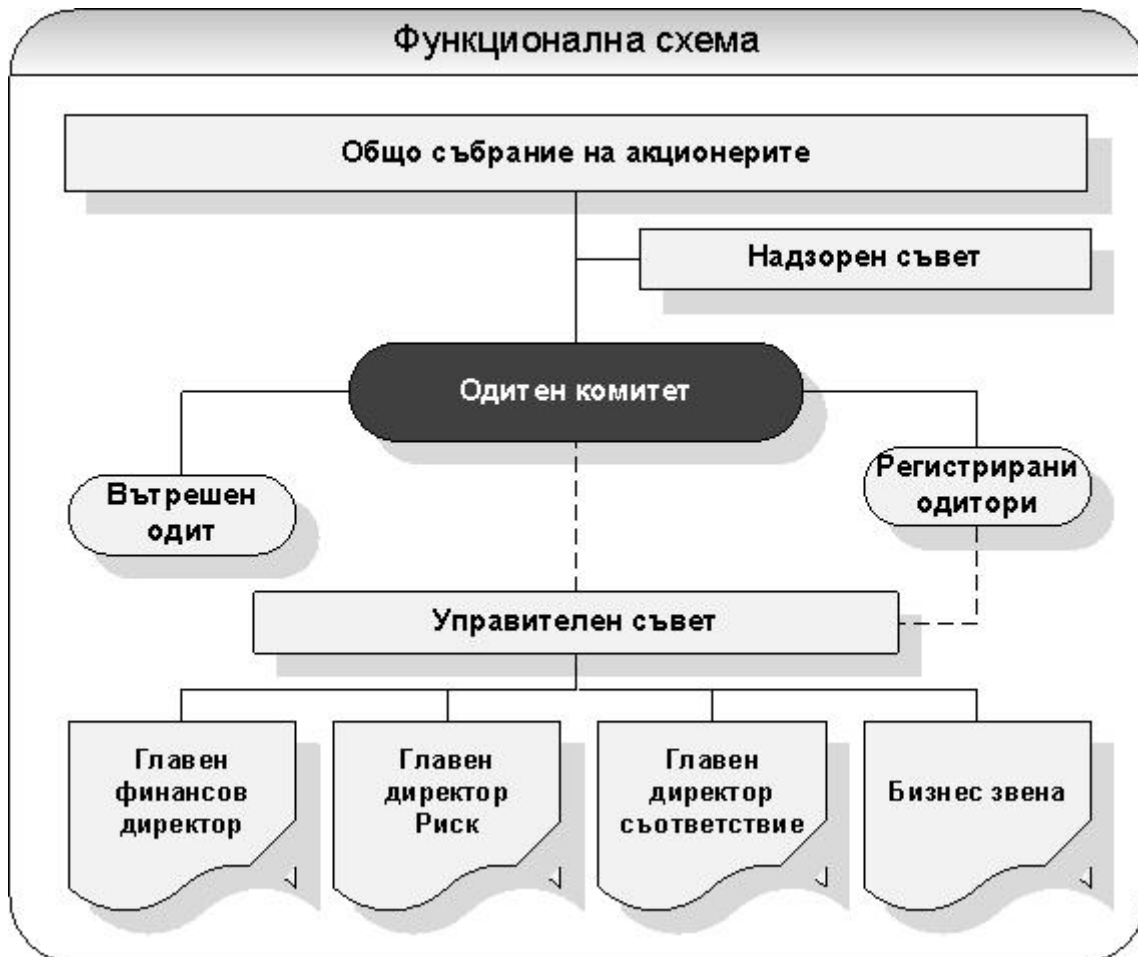 Функционална схема
Общо събрание на акционерите
Надзорен съвет
Одитен комитет
Вътрешен
одит
Регистрирани
одитори
Управителен съвет
Главен
финансов
директор
Главен
директор
Риск
Главен
директор
съответствие
Бизнес звена